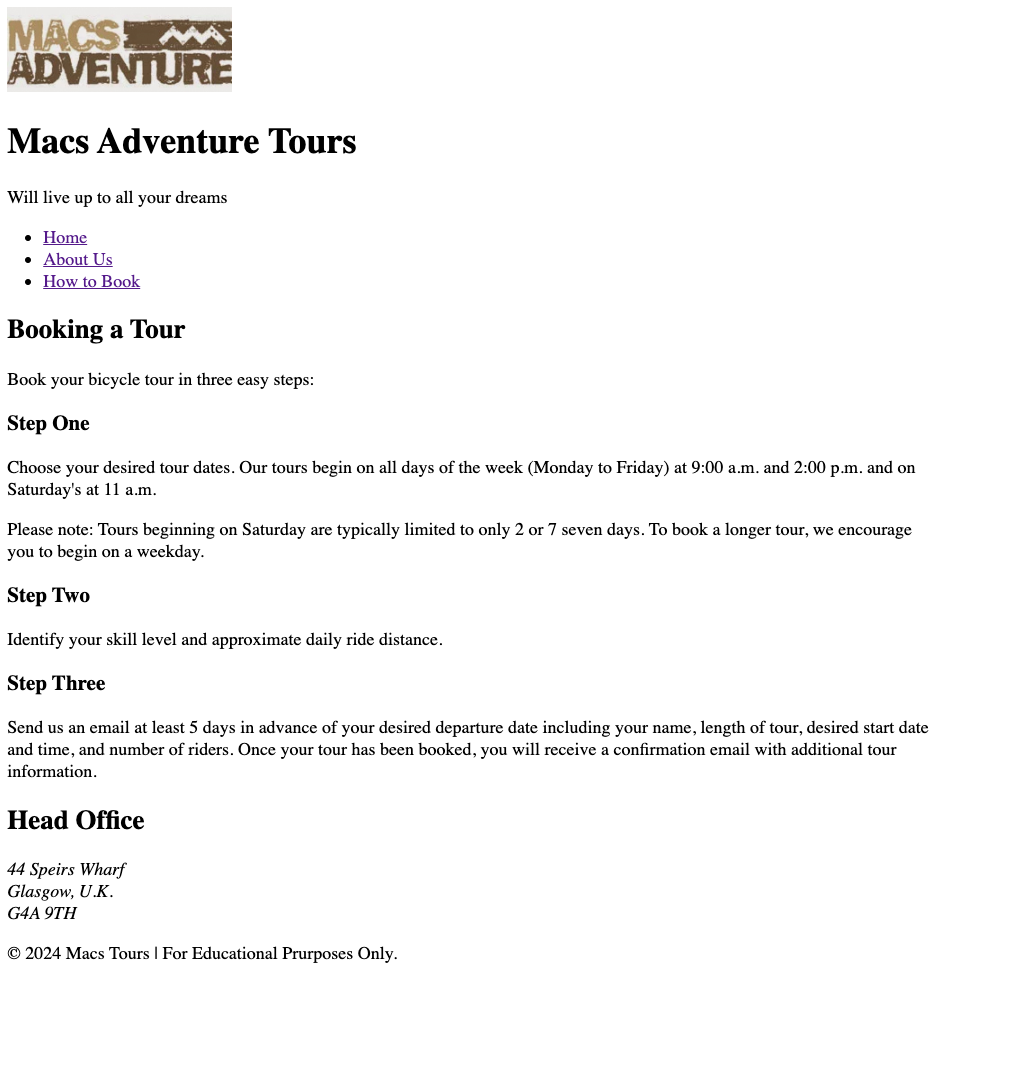 MACS
ADVENTURE
Macs Adventure Tours
Will live up to all your dreams
Home
About Us
How to Book
Booking a Tour
Book your bicycle tour in three easy steps:
Step One
Choose your desired tour dates. Our tours begin on all days of the week (Monday to Friday) at 9:00 a.m. and 2:00 p.m. and on
Saturday's at 11 a.m.
Please note: Tours beginning on Saturday are typically limited to only 2 or 7 seven days. To book a longer tour, we encourage
you to begin on a weekday.
Step Two
Identify your skill level and approximate daily ride distance.
Step Three
Send us an email at least 5 days in advance of your desired departure date including your name, length of tour, desired start date
and time, and number of riders. Once your tour has been booked, you will receive a confirmation email with additional tour
information.
Head Office
44 Speirs Wharf
Glasgow, U.K.
G4A 9TH
© 2024 Macs Tours | For Educational Prurposes Only.